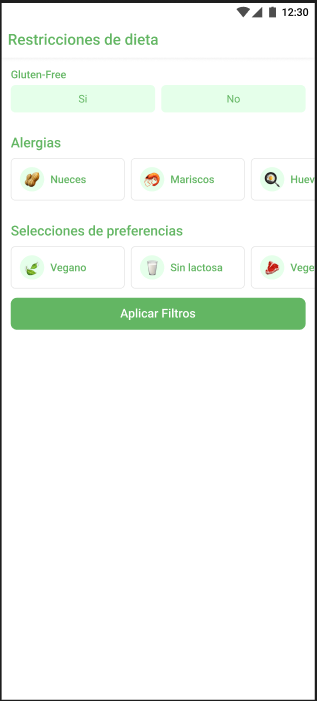 12:30
Restricciones de dieta
Gluten-Free
Si No
Alergias
Nueces Mariscos Huev
Selecciones de preferencias
Vegano Sin lactosa Vege
Aplicar Filtros